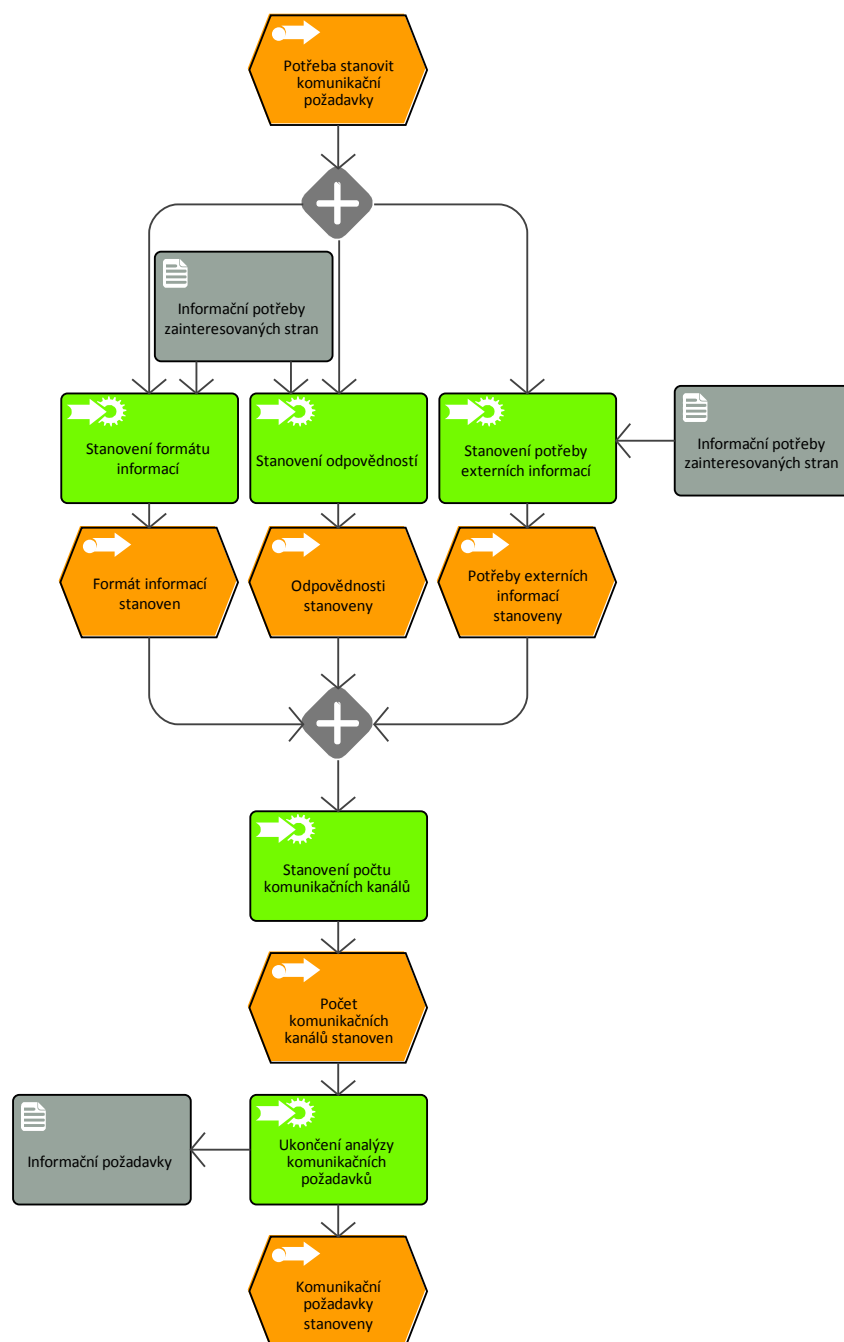 Potřeba stanovit
komunikační
požadavky
Informační potřeby
zainteresovaných stran
Stanovení formátu
informací
Stanovení odpovědností
Stanovení potřeby
externích informací
Informační potřeby
zainteresovaných stran
Formát informací
stanoven
Odpovědnosti
stanoveny
Potřeby externích
informací
stanoveny
Stanovení počtu
komunikačních kanálů
Počet
komunikačních
kanálů stanoven
Informační požadavky
Ukončení analýzy
komunikačních
požadavků
Komunikační
požadavky
stanoveny